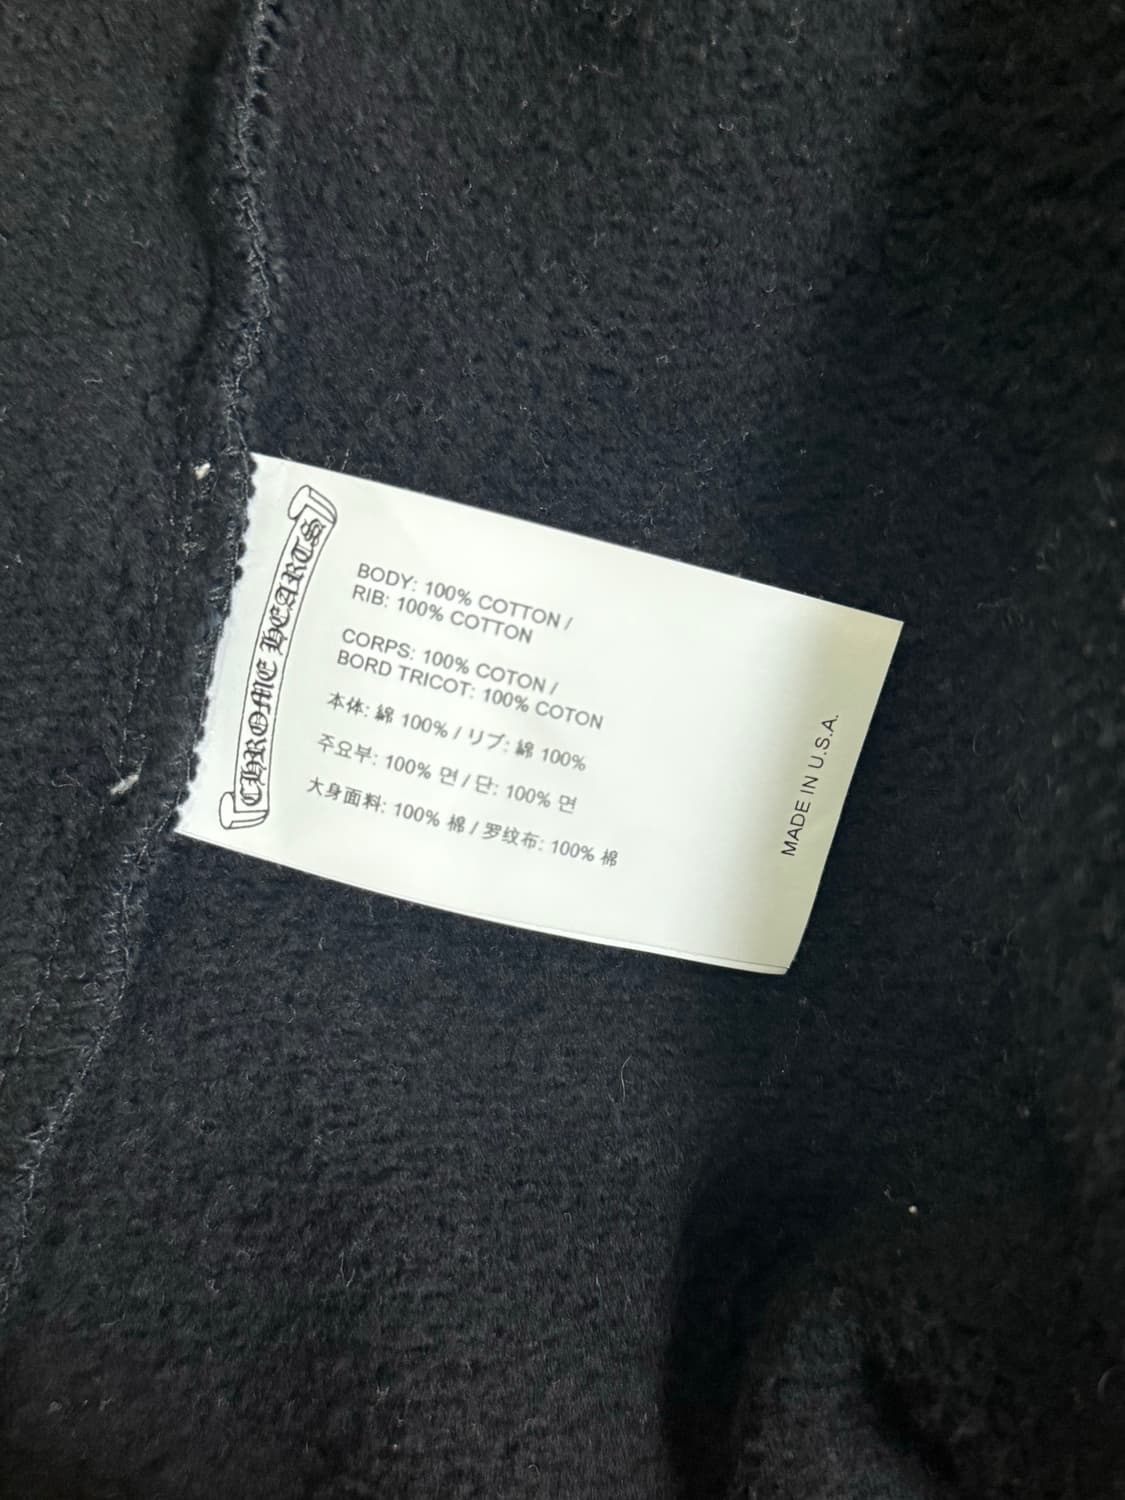 CHROME HEARTS
BODY: 100% COTTON /
RIB: 100% COTTON
CORPS: 100% COTON /
BORD TRICOT: 100% COTON
本体: 綿 100% / リブ: 綿 100%
주요부: 100% 면 / 단: 100% 면
大身面料: 100% 棉 / 罗纹布: 100% 棉
MADE IN U.S.A.